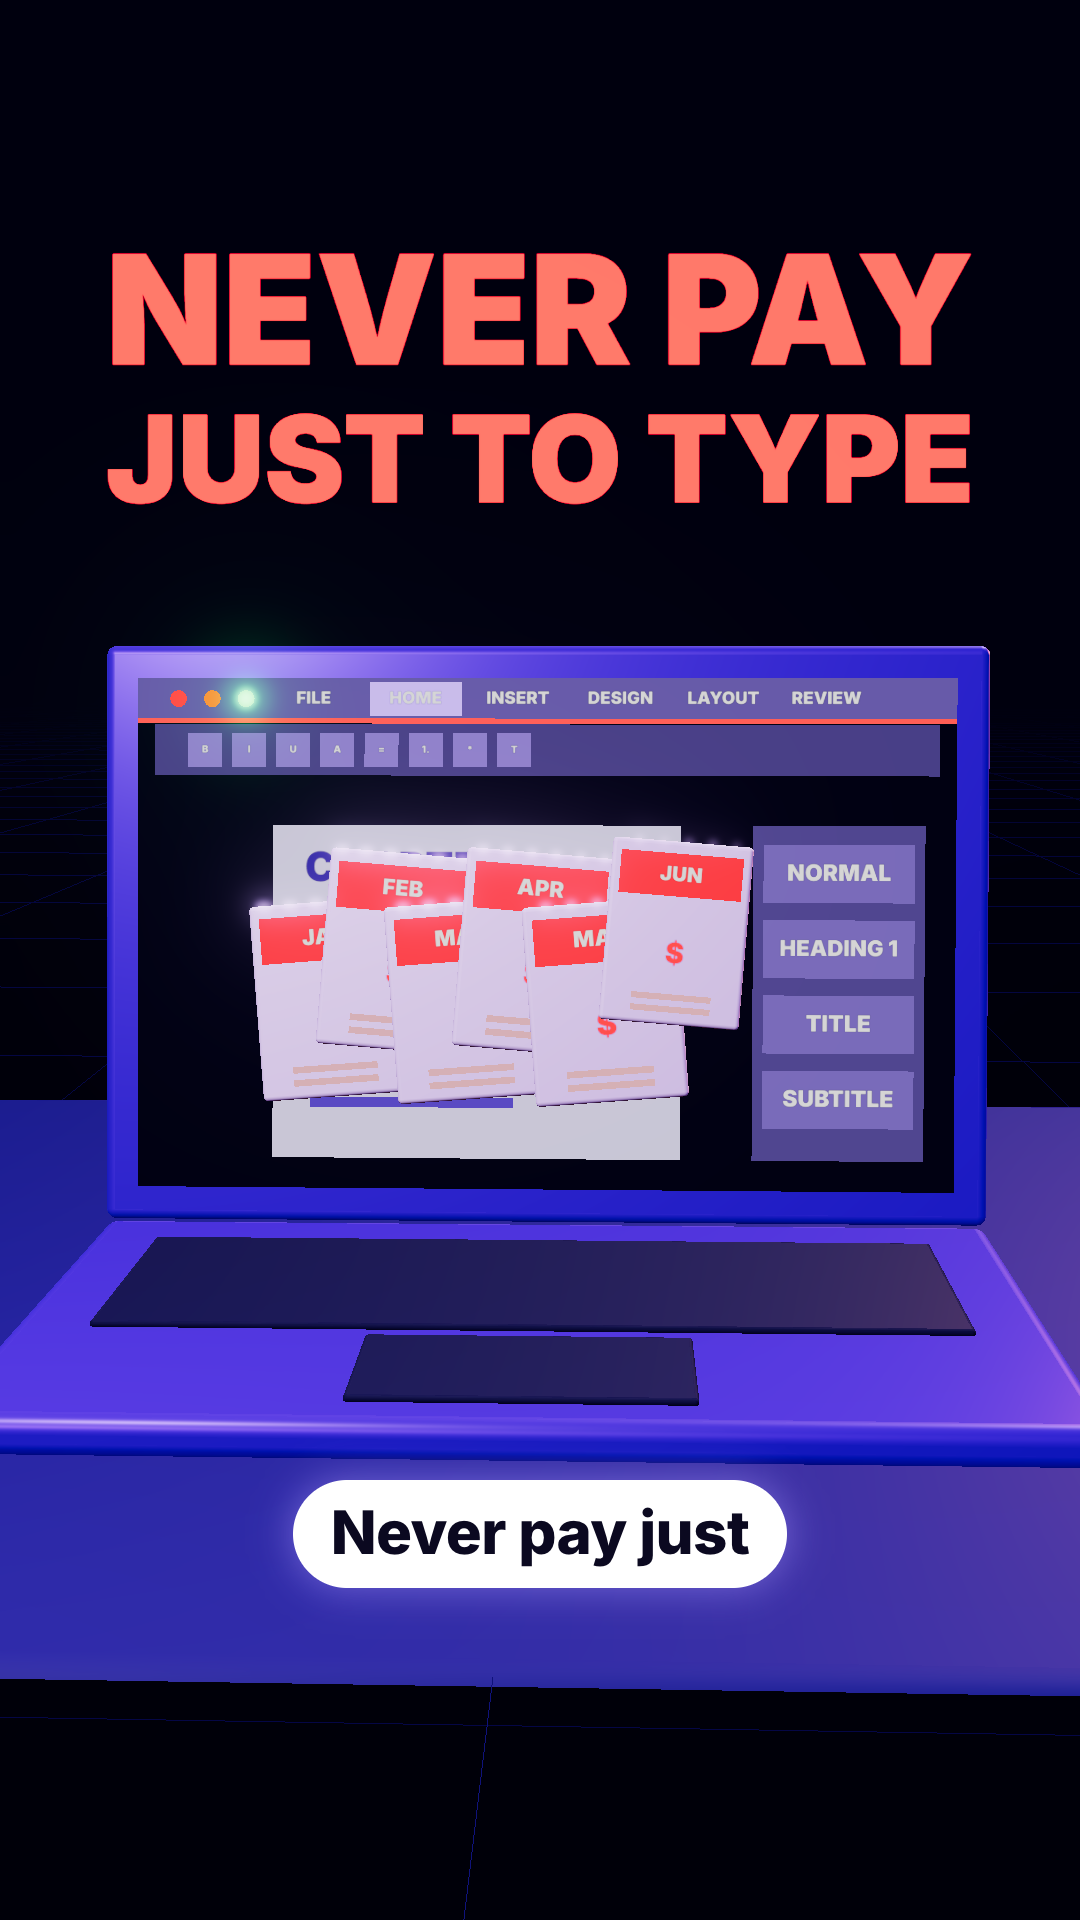 NEVER PAY
JUST TO TYPE
FILE HOME INSERT DESIGN LAYOUT REVIEW
B I U A = 1. * T
FEB
APR
JUN
$
$
NORMAL
HEADING 1
TITLE
SUBTITLE
Never pay just